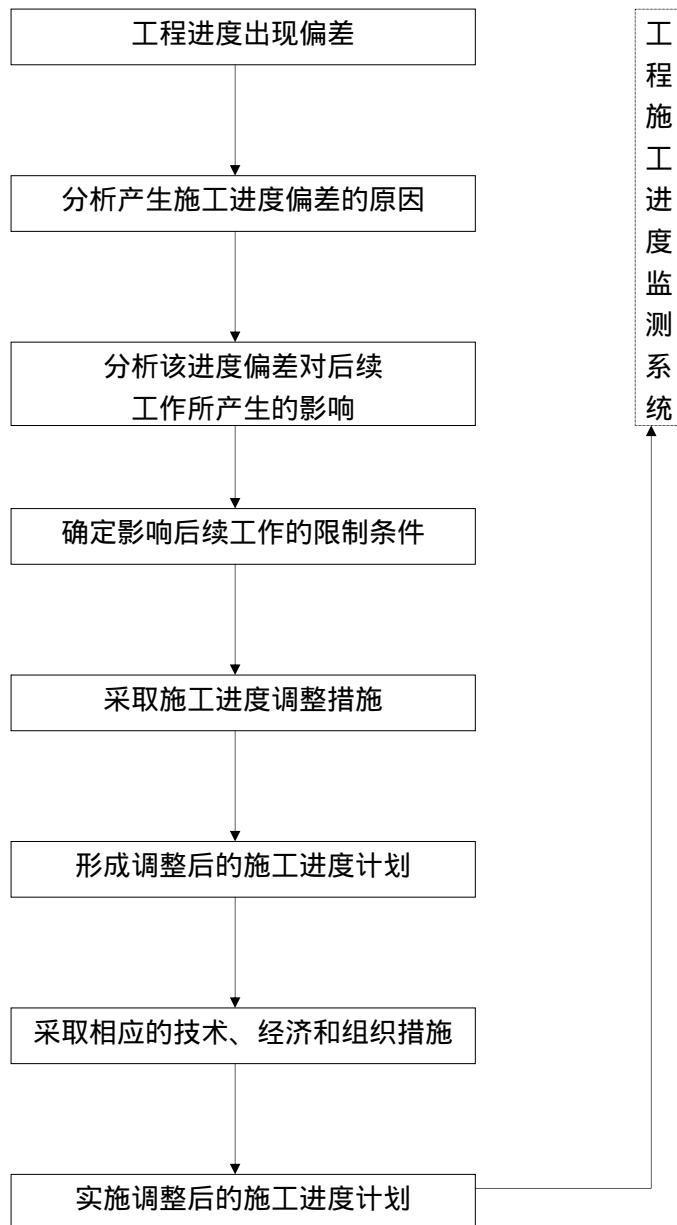 工程进度出现偏差
分析产生施工进度偏差的原因
分析该进度偏差对后续
工作所产生的影响
确定影响后续工作的限制条件
采取施工进度调整措施
形成调整后的施工进度计划
采取相应的技术、经济和组织措施
实施调整后的施工进度计划
工程施工进度监测系统